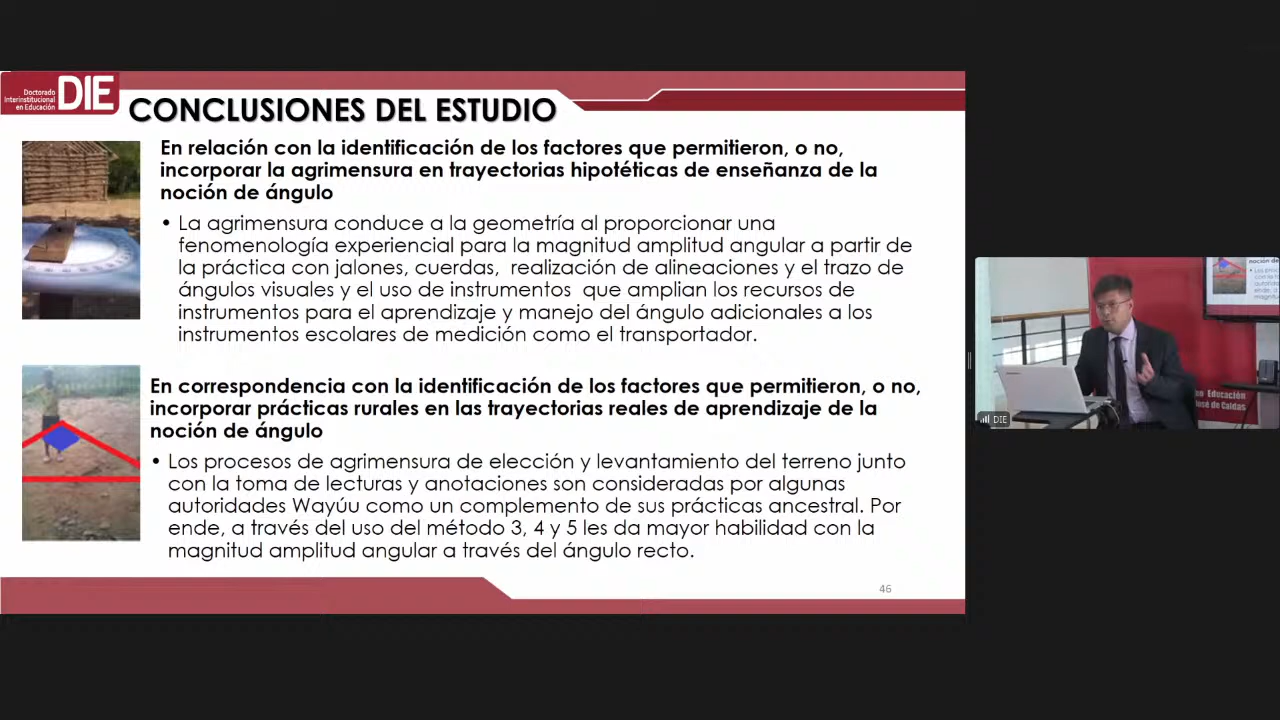 Doctorado
Interinstitucional
en Educación
DIE
CONCLUSIONES DEL ESTUDIO
En relación con la identificación de los factores que permitieron, o no,
incorporar la agrimensura en trayectorias hipotéticas de enseñanza de la
noción de ángulo
• La agrimensura conduce a la geometría al proporcionar una
fenomenología experiencial para la magnitud amplitud angular a partir de
la práctica con jalones, cuerdas, realización de alineaciones y el trazo de
ángulos visuales y el uso de instrumentos que amplian los recursos de
instrumentos para el aprendizaje y manejo del ángulo adicionales a los
instrumentos escolares de medición como el transportador.
En correspondencia con la identificación de los factores que permitieron, o no,
incorporar prácticas rurales en las trayectorias reales de aprendizaje de la
noción de ángulo
• Los procesos de agrimensura de elección y levantamiento del terreno junto
con la toma de lecturas y anotaciones son consideradas por algunas
autoridades Wayúu como un complemento de sus prácticas ancestral. Por
ende, a través del uso del método 3, 4 y 5 les da mayor habilidad con la
magnitud amplitud angular a través del ángulo recto.
46
en Educación
José de Caldas
DIE